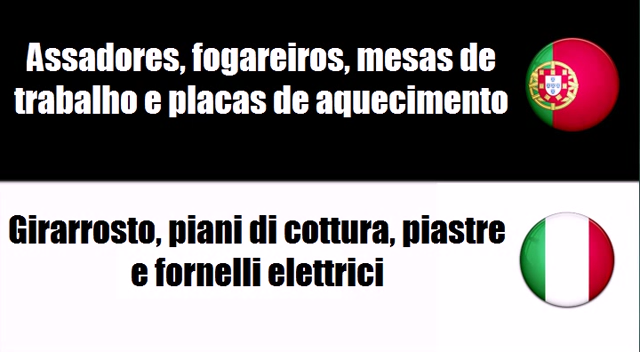 Assadores, fogareiros, mesas de
trabalho e placas de aquecimento
Girarrosto, piani di cottura, piastre
e fornelli elettrici